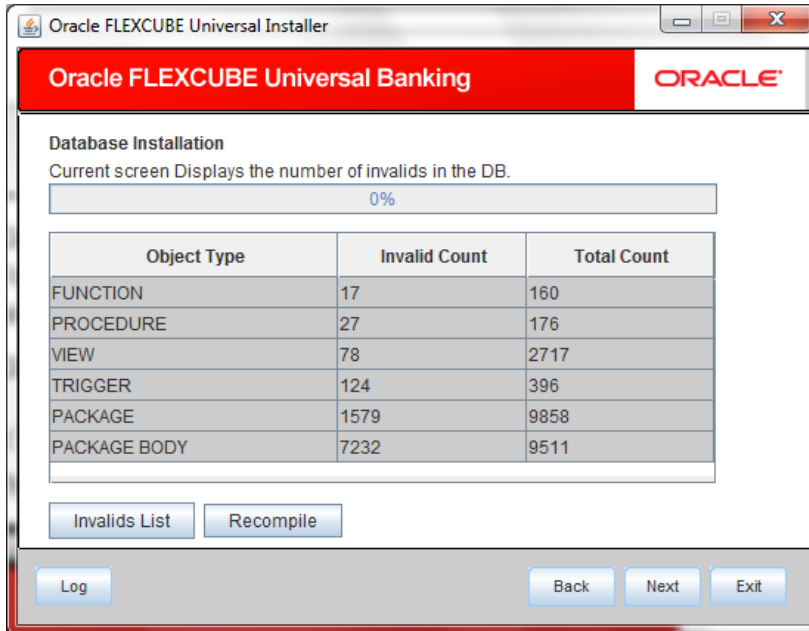 Oracle FLEXCUBE Universal Installer
Oracle FLEXCUBE Universal Banking ORACLE
Database Installation
Current screen Displays the number of invalids in the DB.
0%
Object Type Invalid Count Total Count
FUNCTION 17 160
PROCEDURE 27 176
VIEW 78 2717
TRIGGER 124 396
PACKAGE 1579 9858
PACKAGE BODY 7232 9511
Invalids List Recompile
Log Back Next Exit